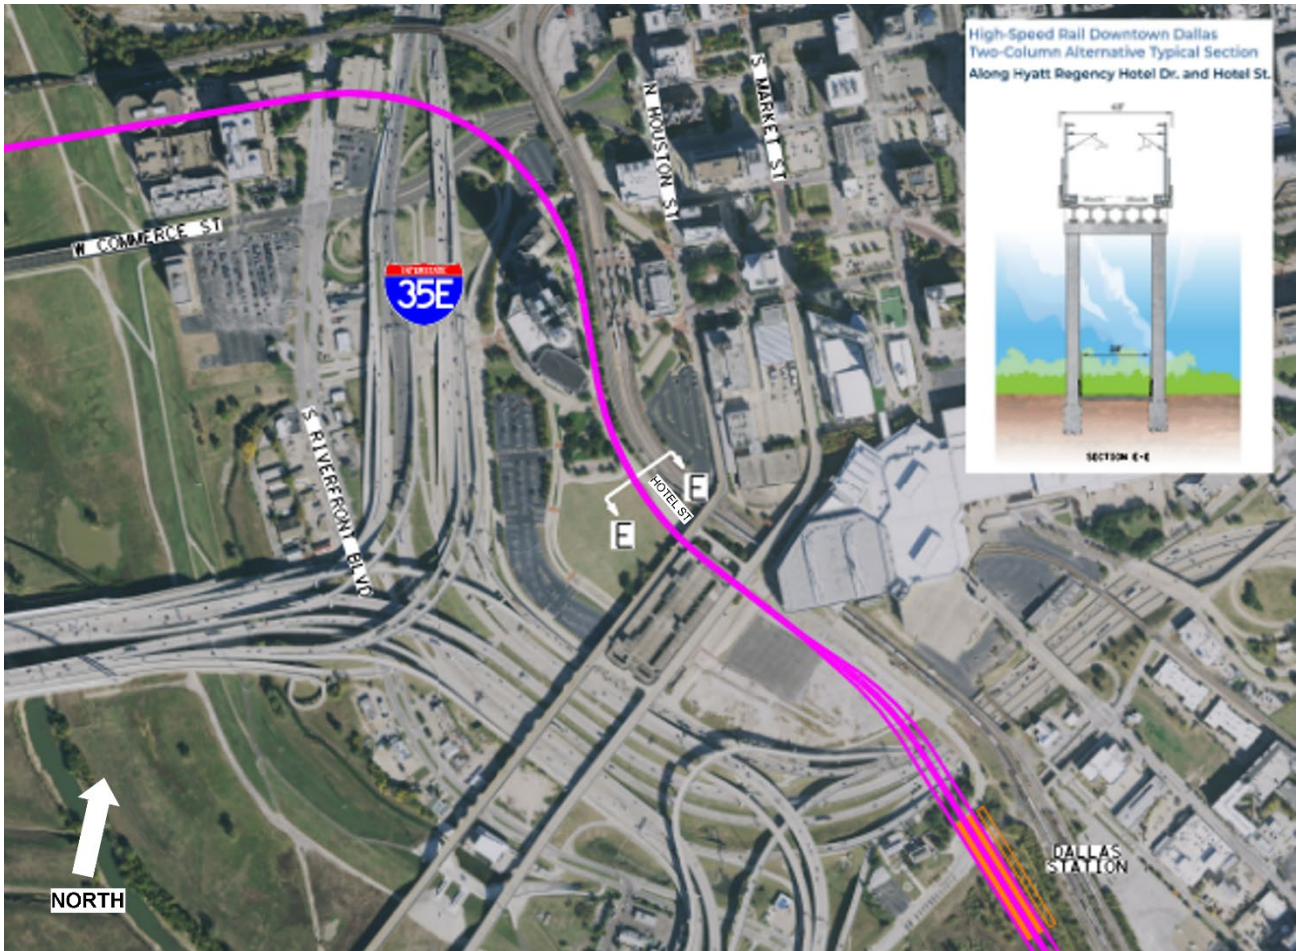 High-Speed Rail Downtown Dallas
Two-Column Alternative Typical Section
Along Hyatt Regency Hotel Dr. and Hotel St.
SECTION E-E
S MARKET ST
N HOUSTON ST
W COMMERCE ST
INTERSTATE
35E
S RIVERFRONT BLVD
E
HOTEL ST
E
DALLAS
STATION
NORTH